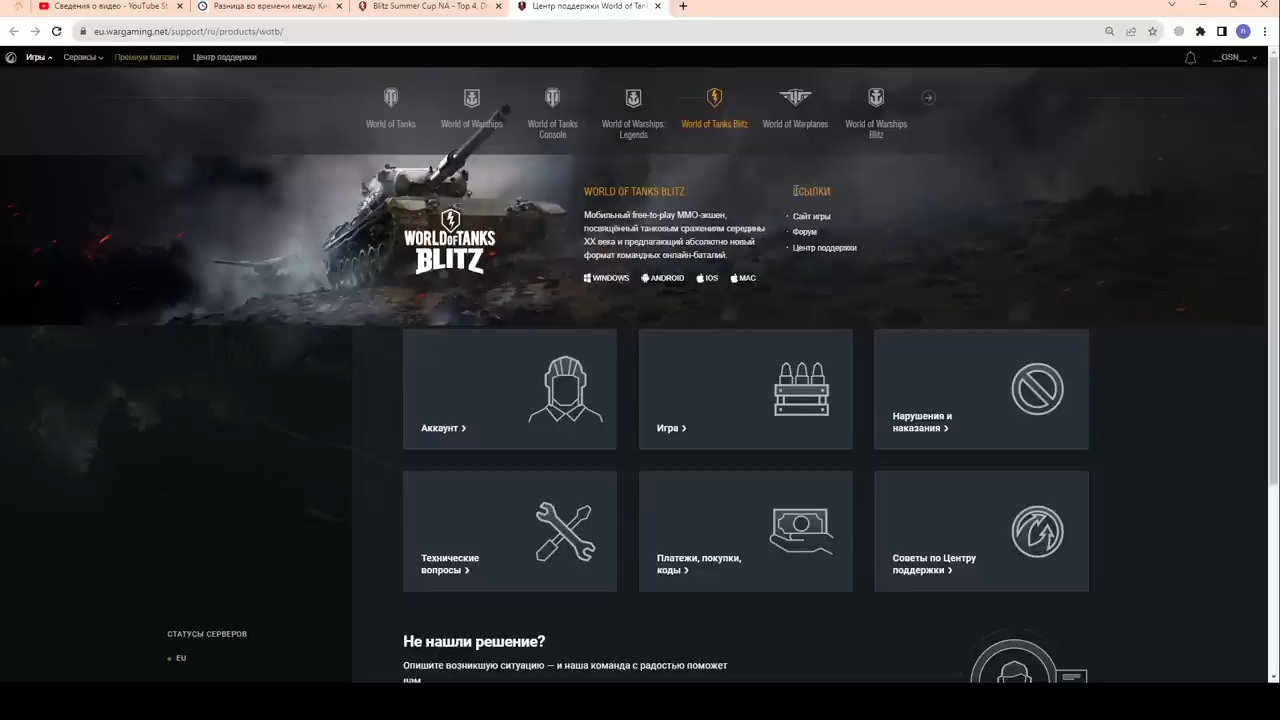 Сведения о видео - YouTube St
Разница во времени между Ки
Blitz Summer Cup NA - Top 4, D
Центр поддержки World of Tan
eu.wargaming.net/support/ru/products/wotb/
Игры
Сервисы
Премиум магазин
Центр поддержки
__GSN__
World of Tanks
World of Warships
World of Tanks
Console
World of Warships:
Legends
World of Tanks Blitz
World of Warplanes
World of Warships
Blitz
WORLD OF TANKS
BLITZ
WORLD OF TANKS BLITZ
Мобильный free-to-play MMO-экшен,
посвящённый танковым сражениям середины
XX века и предлагающий абсолютно новый
формат командных онлайн-баталий.
WINDOWS ANDROID IOS MAC
ССЫЛКИ
· Сайт игры
· Форум
· Центр поддержки
Аккаунт
Игра
Нарушения и
наказания
Технические
вопросы
Платежи, покупки,
коды
Советы по Центру
поддержки
СТАТУСЫ СЕРВЕРОВ
EU
Не нашли решение?
Опишите возникшую ситуацию — и наша команда с радостью поможет
вам